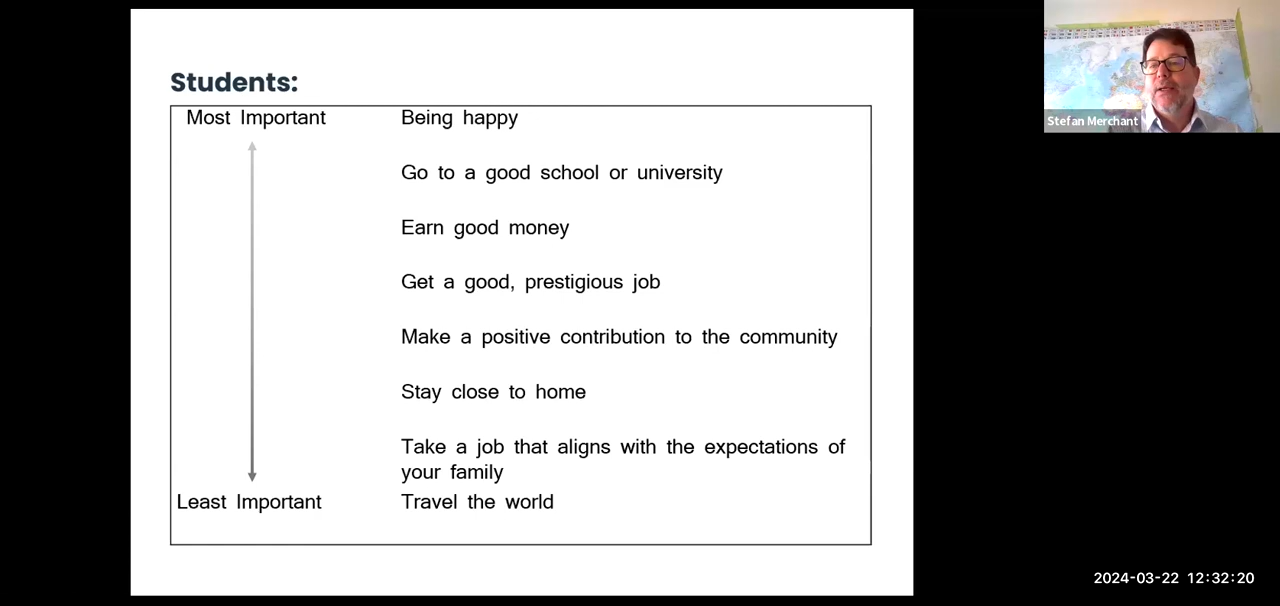 Students:
Most Important
Being happy
Go to a good school or university
Earn good money
Get a good, prestigious job
Make a positive contribution to the community
Stay close to home
Take a job that aligns with the expectations of
your family
Least Important
Travel the world
Stefan Merchant
2024-03-22 12:32:20